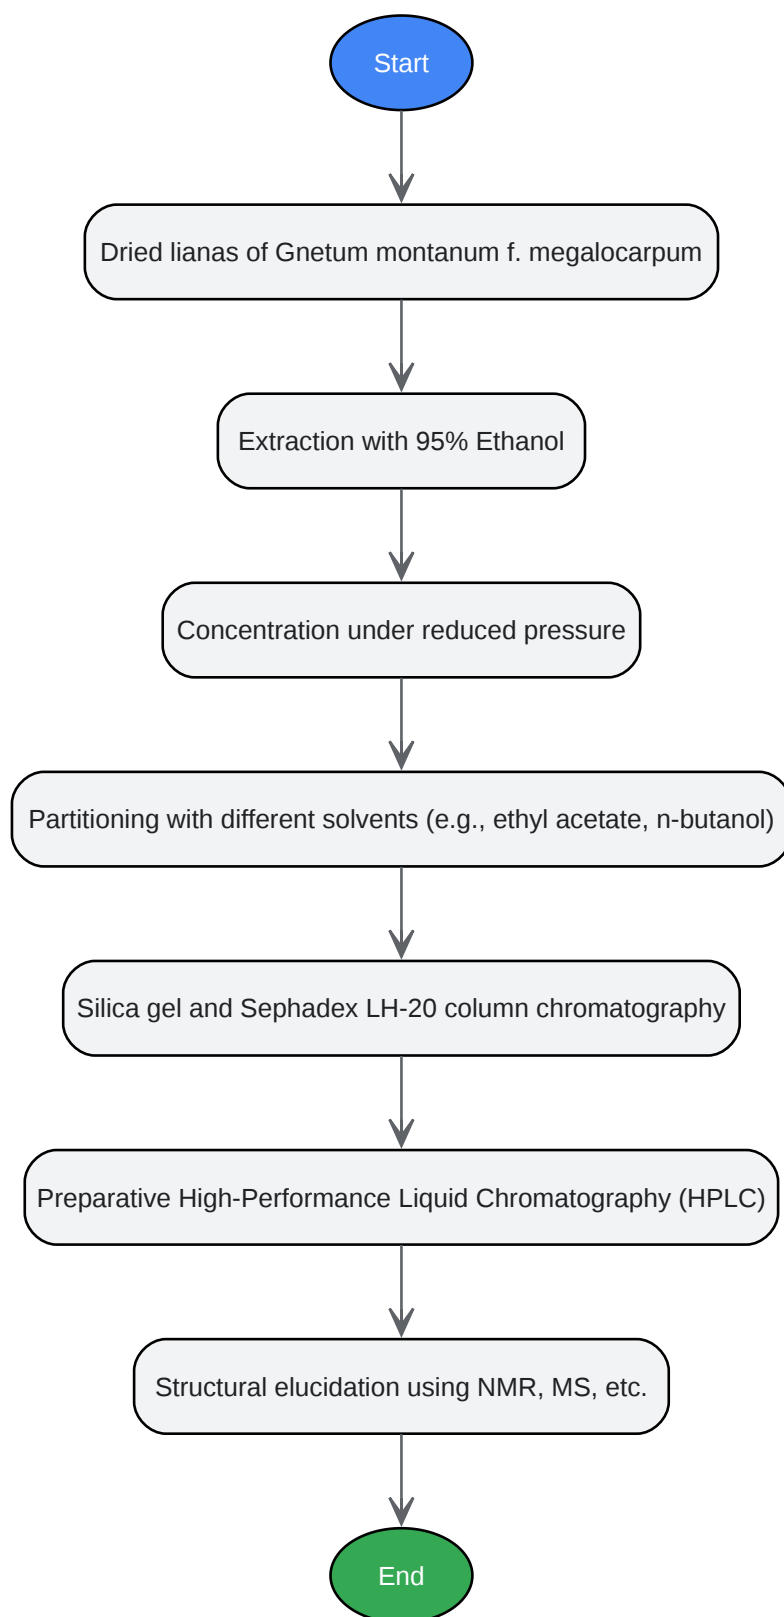 Start
Dried lianas of Gnetum montanum f. megalocarpum
Extraction with 95% Ethanol
Concentration under reduced pressure
Partitioning with different solvents (e.g., ethyl acetate, n-butanol)
Silica gel and Sephadex LH-20 column chromatography
Preparative High-Performance Liquid Chromatography (HPLC)
Structural elucidation using NMR, MS, etc.
End